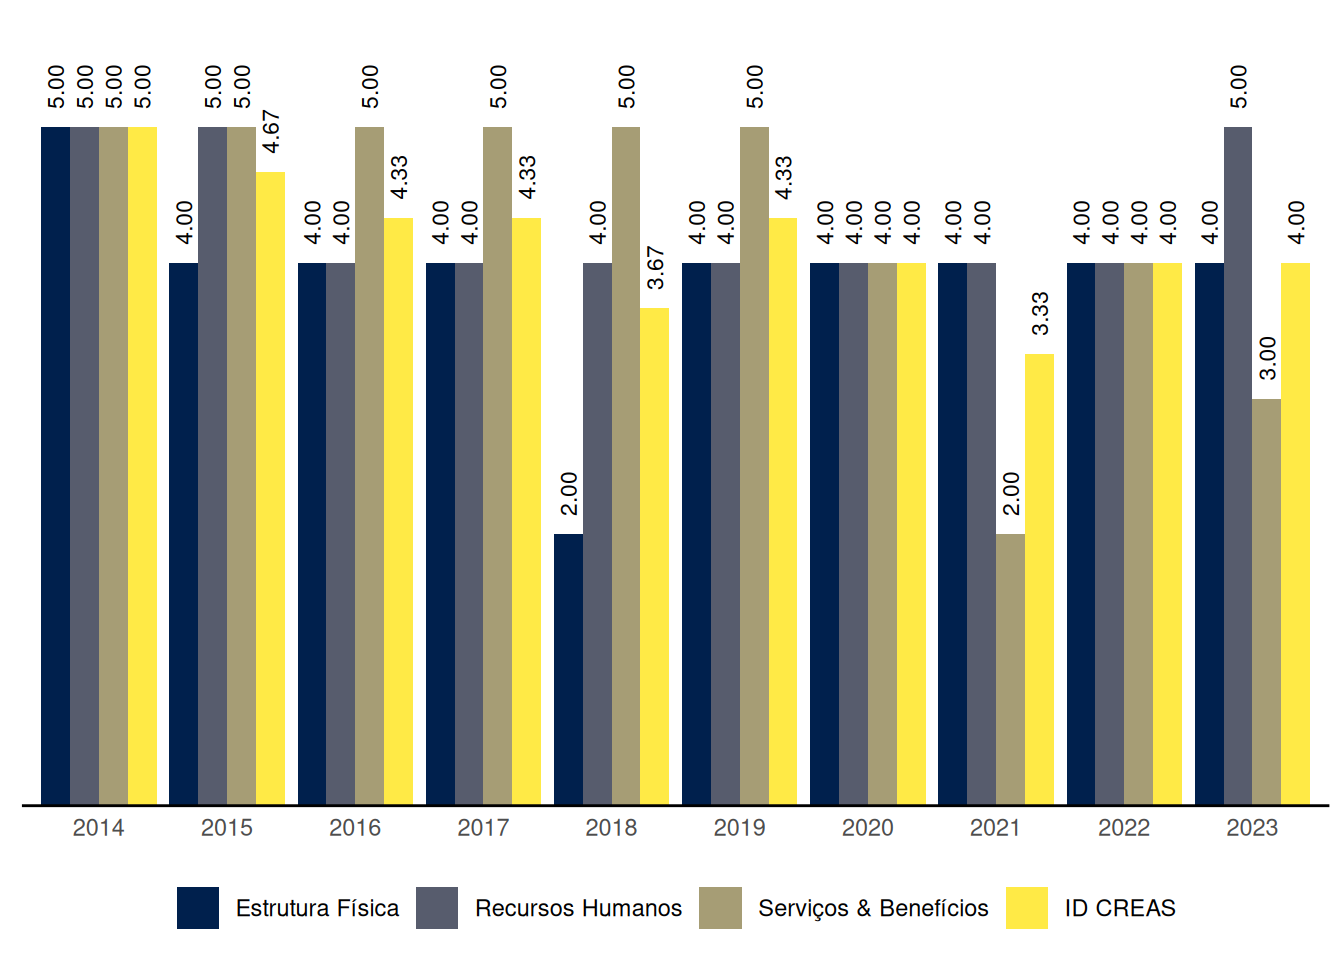 5.00 5.00 5.00 5.00
4.00 5.00 5.00 4.67
4.00 4.00 5.00 4.33
4.00 4.00 5.00 4.33
2.00 4.00 5.00 3.67
4.00 4.00 5.00 4.33
4.00 4.00 4.00 4.00
4.00 4.00 2.00 3.33
4.00 4.00 4.00 4.00
4.00 5.00 3.00 4.00
2014 2015 2016 2017 2018 2019 2020 2021 2022 2023
Estrutura Física Recursos Humanos Serviços & Benefícios ID CREAS